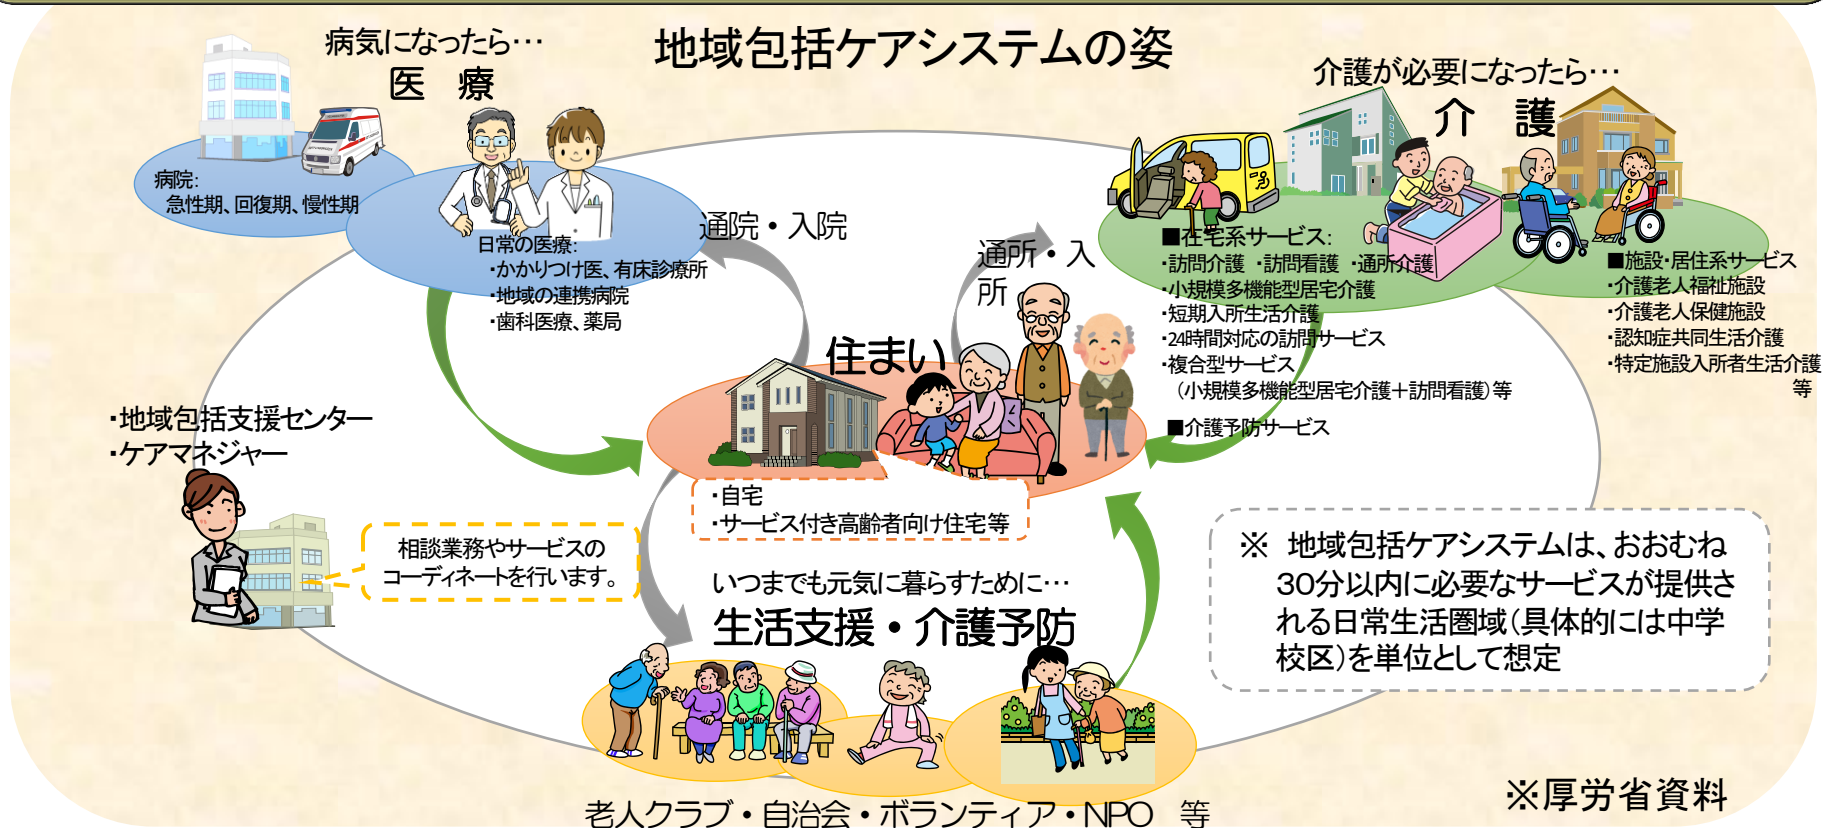 地域包括ケアシステムの姿
病気になったら…
医　療
病院:
急性期、回復期、慢性期
日常の医療:
・かかりつけ医、有床診療所
・地域の連携病院
・歯科医療、薬局
通院・入院
通所・入
所
介護が必要になったら…
介　護
■在宅系サービス:
・訪問介護 ・訪問看護 ・通所介護
・小規模多機能型居宅介護
・短期入所生活介護
・24時間対応の訪問サービス
・複合型サービス
（小規模多機能型居宅介護＋訪問看護）等
■介護予防サービス
■施設・居住系サービス
・介護老人福祉施設
・介護老人保健施設
・認知症共同生活介護
・特定施設入所者生活介護
等
住まい
・自宅
・サービス付き高齢者向け住宅等
・地域包括支援センター
・ケアマネジャー
相談業務やサービスの
コーディネートを行います。
いつまでも元気に暮らすために…
生活支援・介護予防
老人クラブ・自治会・ボランティア・NPO　等
※　地域包括ケアシステムは、おおむね
30分以内に必要なサービスが提供さ
れる日常生活圏域（具体的には中学
校区）を単位として想定
※厚労省資料